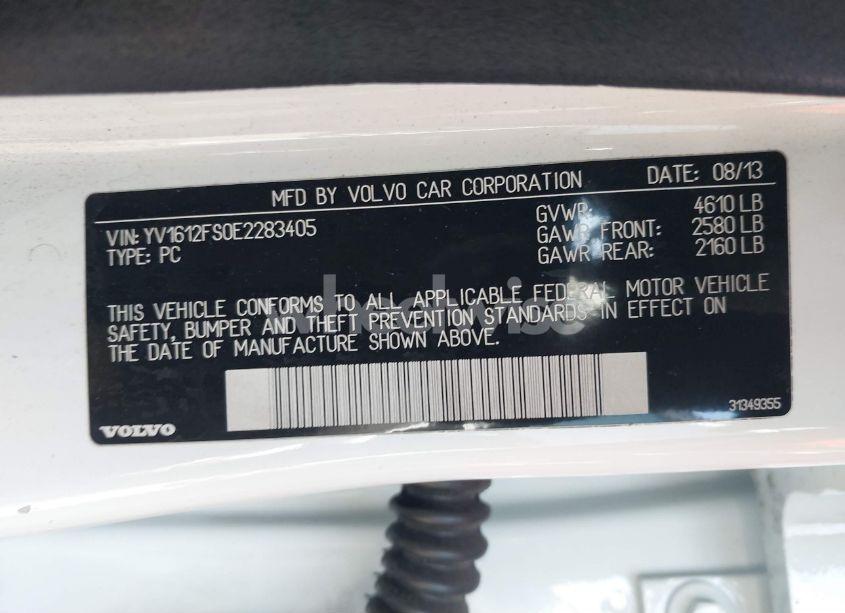 MFD BY VOLVO CAR CORPORATION DATE: 08/13
VIN: YV1612FS0E2283405
TYPE: PC
GVWR: 4610 LB
GAWR FRONT: 2580 LB
GAWR REAR: 2160 LB
THIS VEHICLE CONFORMS TO ALL APPLICABLE FEDERAL MOTOR VEHICLE
SAFETY, BUMPER AND THEFT PREVENTION STANDARDS IN EFFECT ON
THE DATE OF MANUFACTURE SHOWN ABOVE.
31349355
VOLVO